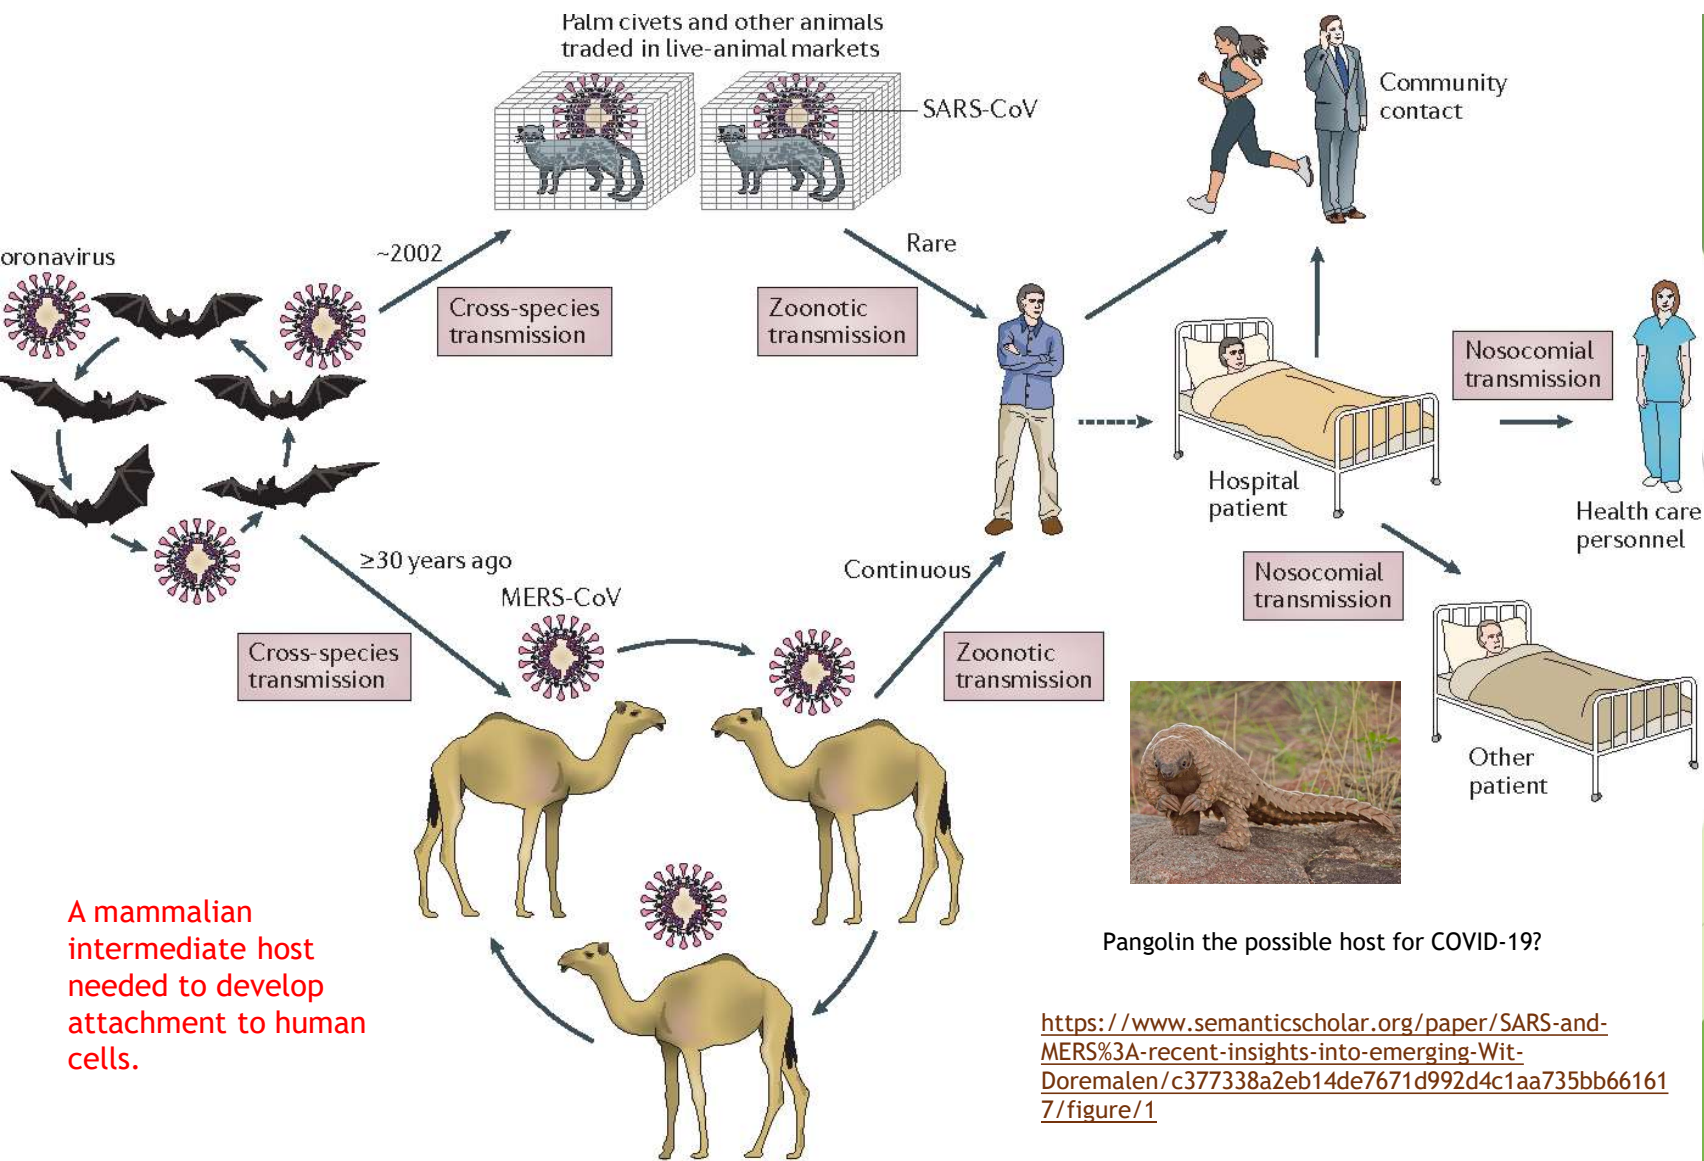 Palm civets and other animals
traded in live-animal markets
SARS-CoV
Community
contact
oronavirus
~2002
Rare
Cross-species
transmission
Zoonotic
transmission
Nosocomial
transmission
Hospital
patient
Health care
personnel
≥30 years ago
MERS-CoV
Continuous
Nosocomial
transmission
Cross-species
transmission
Zoonotic
transmission
Other
patient
A mammalian
intermediate host
needed to develop
attachment to human
cells.
Pangolin the possible host for COVID-19?
https://www.semanticscholar.org/paper/SARS-and-
MERS%3A-recent-insights-into-emerging-Wit-
Doremalen/c377338a2eb14de7671d992d4c1aa735bb66161
7/figure/1